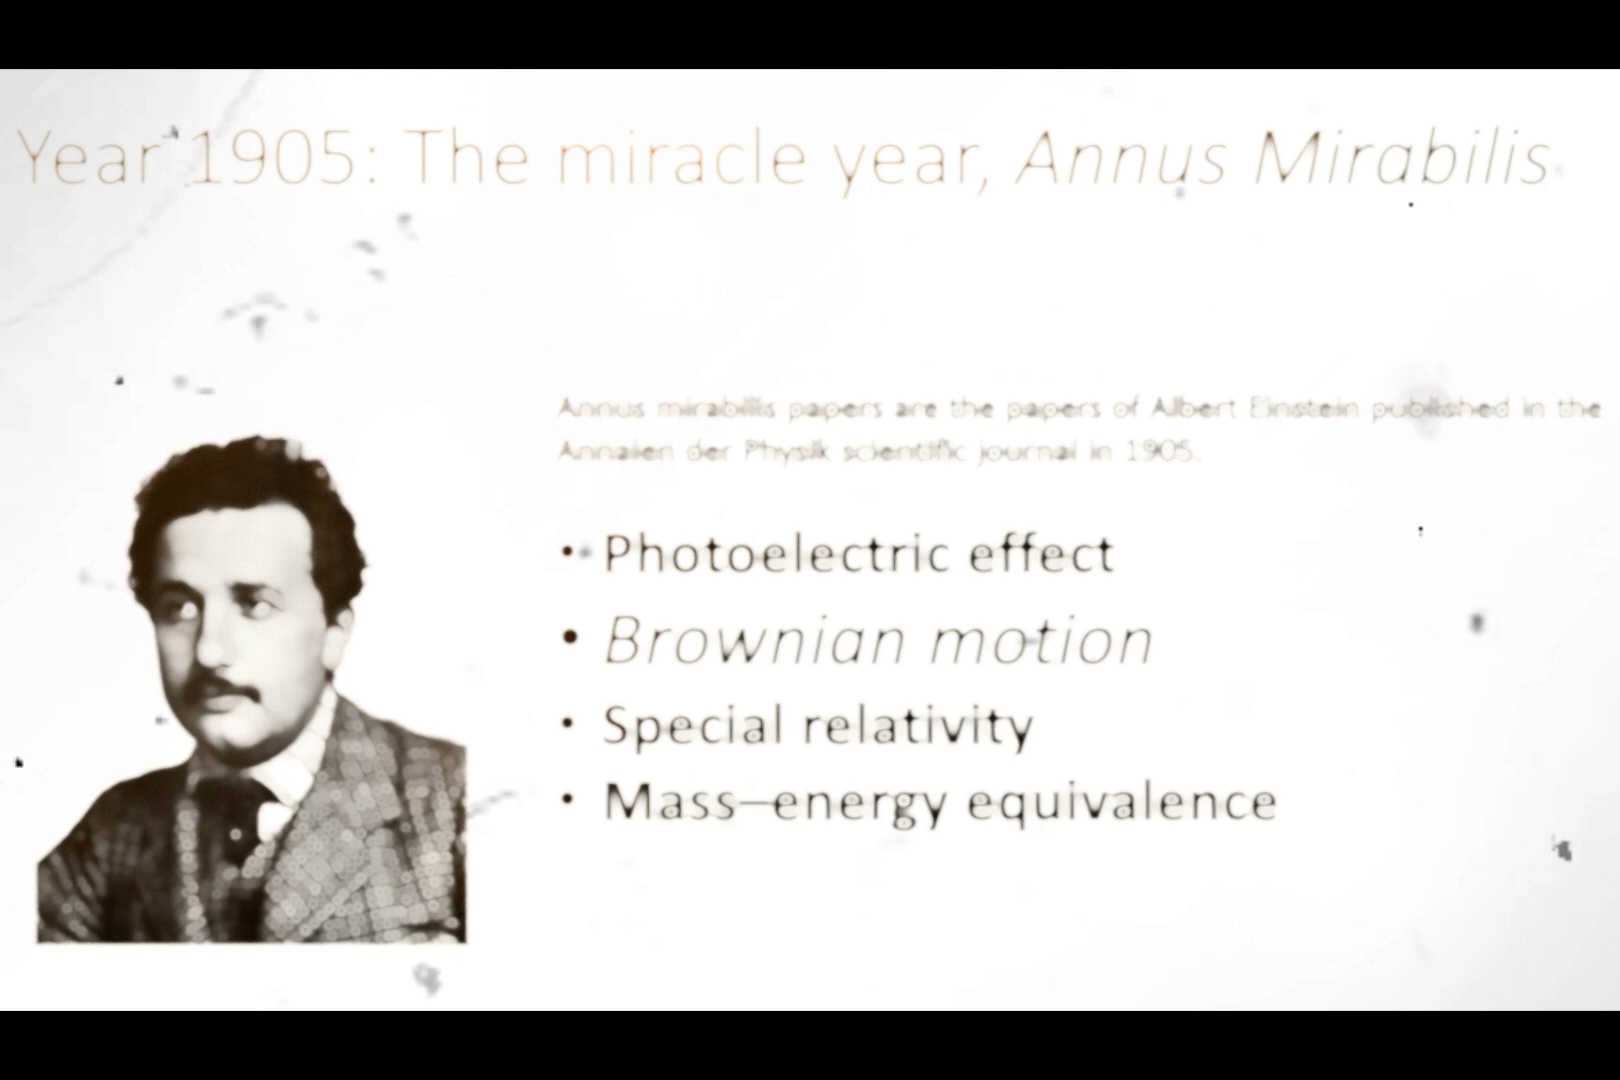 Year 1905: The miracle year, Annus Mirabilis
Annus mirabilis papers are the papers of Albert Einstein published in the
Annalen der Physik scientific journal in 1905.
• Photoelectric effect
• Brownian motion
• Special relativity
• Mass–energy equivalence